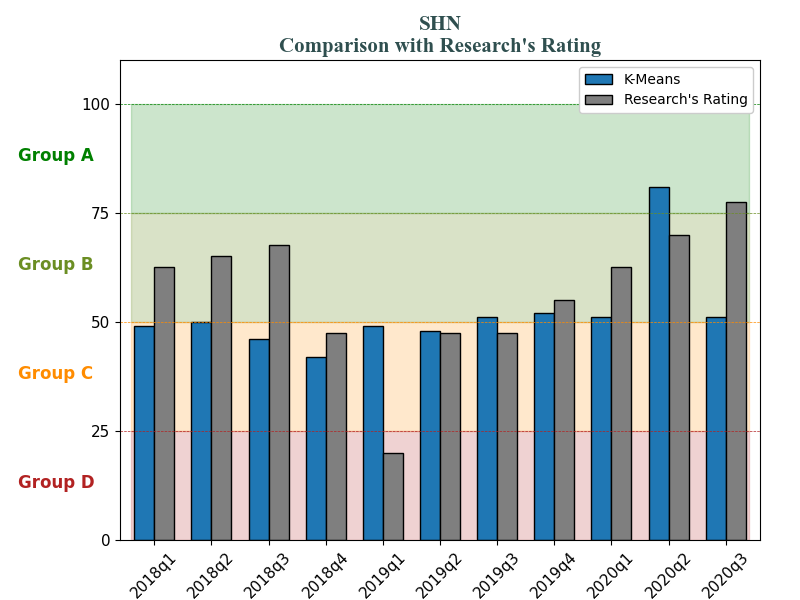 SHN
Comparison with Research's Rating
K-Means
Research's Rating
100
Group A
75
Group B
50
Group C
25
Group D
0
2018q1 2018q2 2018q3 2018q4 2019q1 2019q2 2019q3 2019q4 2020q1 2020q2 2020q3